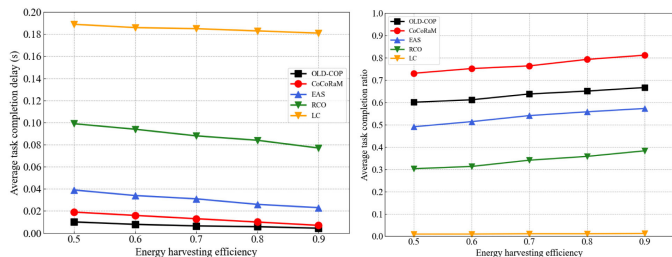 0.20
0.18
0.16
0.14
0.12
0.10
0.08
0.06
0.04
0.02
0.00
Average task completion delay (s)
OLD-COP
CoCoRaM
EAS
RCO
LC
0.5 0.6 0.7 0.8 0.9
Energy harvesting efficiency
1.0
0.9
0.8
0.7
0.6
0.5
0.4
0.3
0.2
0.1
0.0
Average task completion ratio
OLD-COP
CoCoRaM
EAS
RCO
LC
0.5 0.6 0.7 0.8 0.9
Energy harvesting efficiency